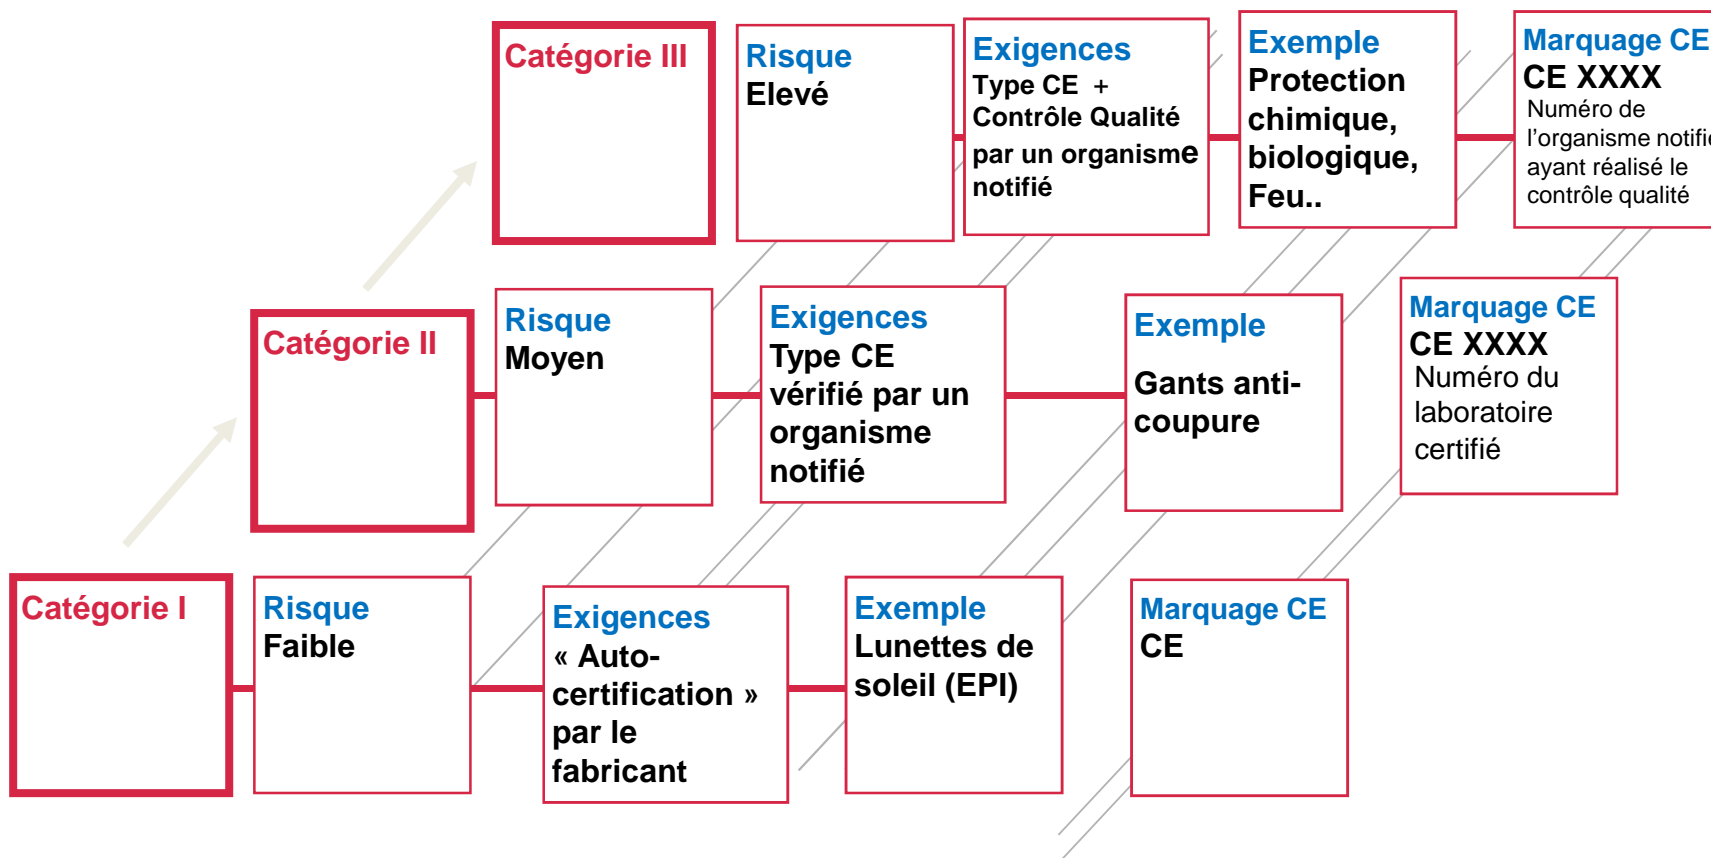 Catégorie III
Risque
Elevé
Exigences
Type CE +
Contrôle Qualité
par un organisme
notifié
Exemple
Protection
chimique,
biologique,
Feu..
Marquage CE
CE XXXX
Numéro de
l’organisme notifié
ayant réalisé le
contrôle qualité
Catégorie II
Risque
Moyen
Exigences
Type CE
vérifié par un
organisme
notifié
Exemple
Gants anti-
coupure
Marquage CE
CE XXXX
Numéro du
laboratoire
certifié
Catégorie I
Risque
Faible
Exigences
« Auto-
certification »
par le
fabricant
Exemple
Lunettes de
soleil (EPI)
Marquage CE
CE